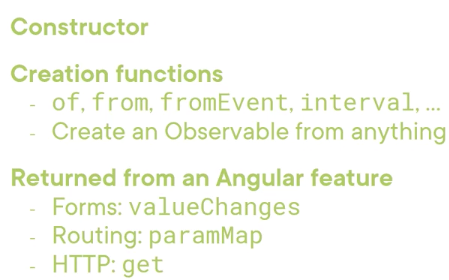 Constructor
Creation functions
- of, from, fromEvent, interval, ...
- Create an Observable from anything
Returned from an Angular feature
- Forms: valueChanges
- Routing: paramMap
- HTTP: get